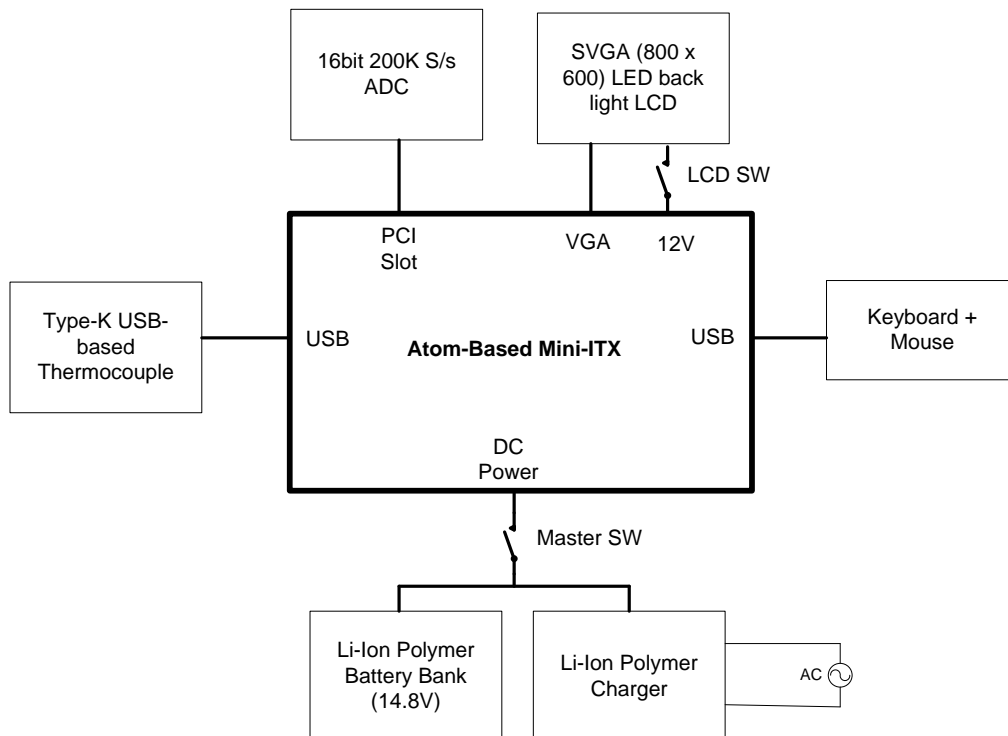 16bit 200K S/s
ADC
SVGA (800 x
600) LED back
light LCD
LCD SW
PCI
Slot
VGA
12V
Type-K USB-
based
Thermocouple
USB
Atom-Based Mini-ITX
USB
Keyboard +
Mouse
DC
Power
Master SW
Li-Ion Polymer
Battery Bank
(14.8V)
Li-Ion Polymer
Charger
AC